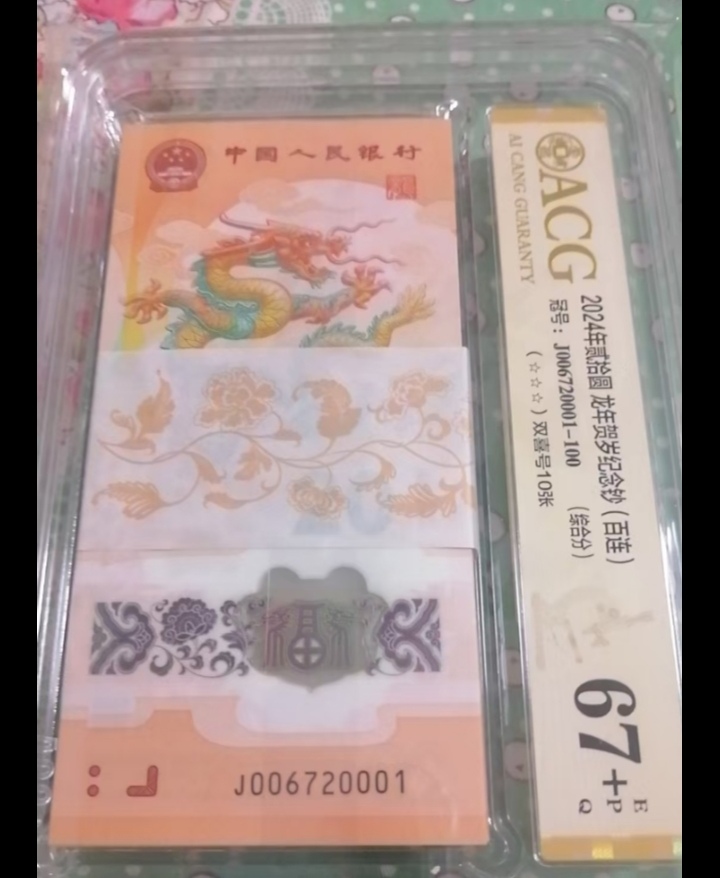 中国人民银行
J006720001
ACG
AI CANG GUARANTY
2024年贰拾圆 龙年贺岁纪念钞（百连）
冠号：J006720001-100 （综合分）
（☆☆☆）双喜号10张
67+
E
P
Q